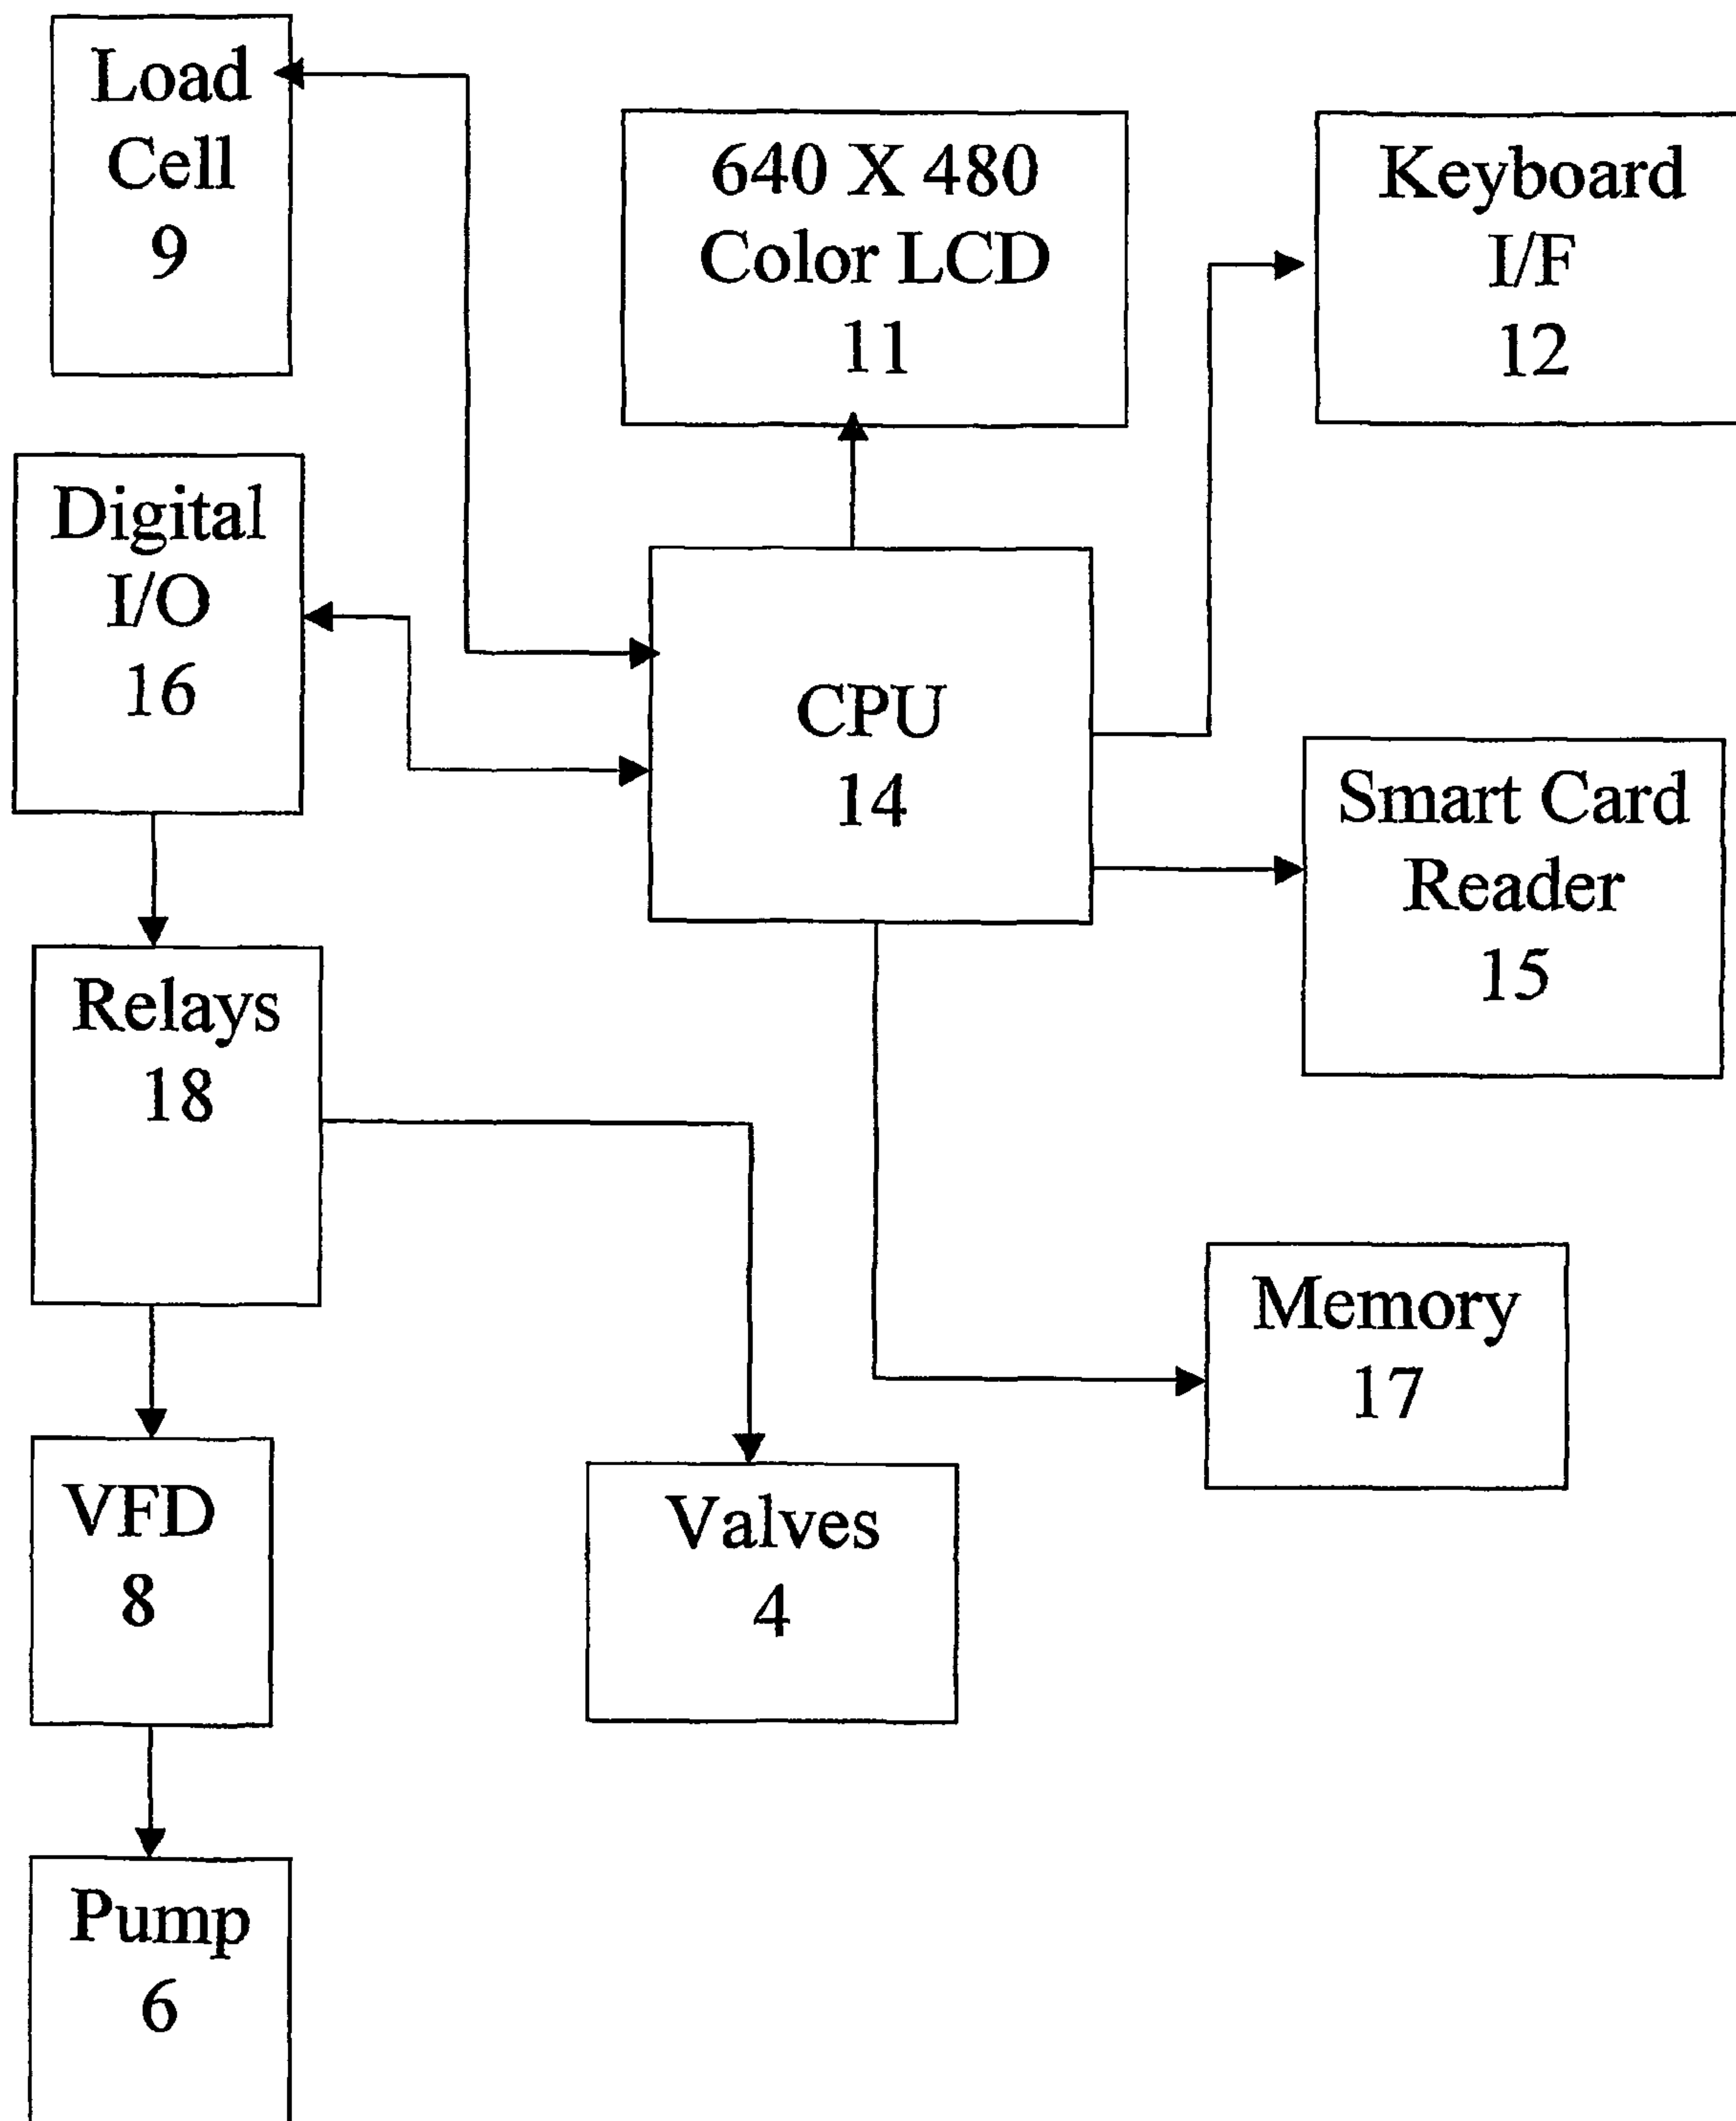 Load
Cell
9
640 X 480
Color LCD
11
Keyboard
I/F
12
Digital
I/O
16
CPU
14
Smart Card
Reader
15
Relays
18
Memory
17
VFD
8
Valves
4
Pump
6